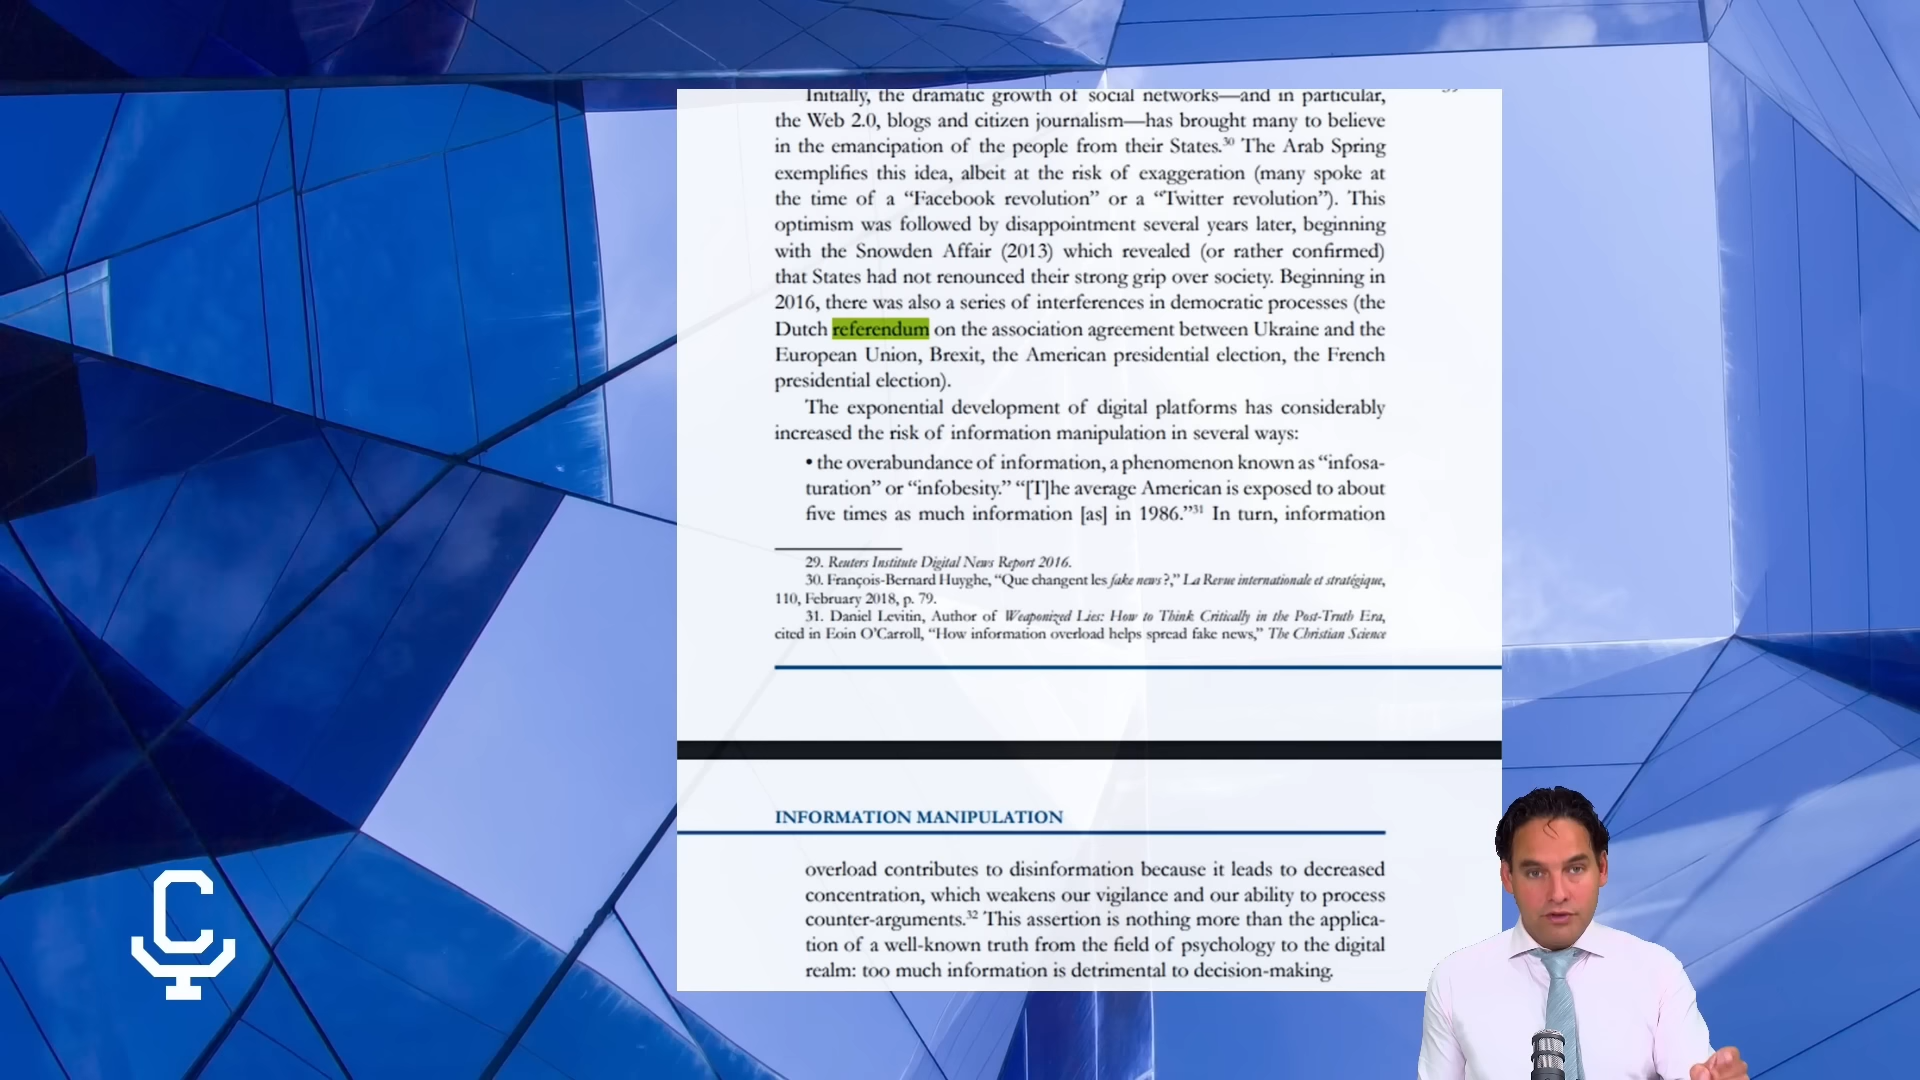 Initially, the dramatic growth of social networks—and in particular,
the Web 2.0, blogs and citizen journalism—has brought many to believe
in the emancipation of the people from their States.³⁰ The Arab Spring
exemplifies this idea, albeit at the risk of exaggeration (many spoke at
the time of a “Facebook revolution” or a “Twitter revolution”). This
optimism was followed by disappointment several years later, beginning
with the Snowden Affair (2013) which revealed (or rather confirmed)
that States had not renounced their strong grip over society. Beginning in
2016, there was also a series of interferences in democratic processes (the
Dutch referendum on the association agreement between Ukraine and the
European Union, Brexit, the American presidential election, the French
presidential election).
The exponential development of digital platforms has considerably
increased the risk of information manipulation in several ways:
• the overabundance of information, a phenomenon known as “infosa-
turation” or “infobesity.” “[T]he average American is exposed to about
five times as much information [as] in 1986.”³¹ In turn, information
29. Reuters Institute Digital News Report 2016.
30. François-Bernard Huyghe, “Que changent les fake news ?,” La Revue internationale et stratégique,
110, February 2018, p. 79.
31. Daniel Levitin, Author of Weaponized Lies: How to Think Critically in the Post-Truth Era,
cited in Eoin O’Carroll, “How information overload helps spread fake news,” The Christian Science
INFORMATION MANIPULATION
overload contributes to disinformation because it leads to decreased
concentration, which weakens our vigilance and our ability to process
counter-arguments.³² This assertion is nothing more than the applica-
tion of a well-known truth from the field of psychology to the digital
realm: too much information is detrimental to decision-making.